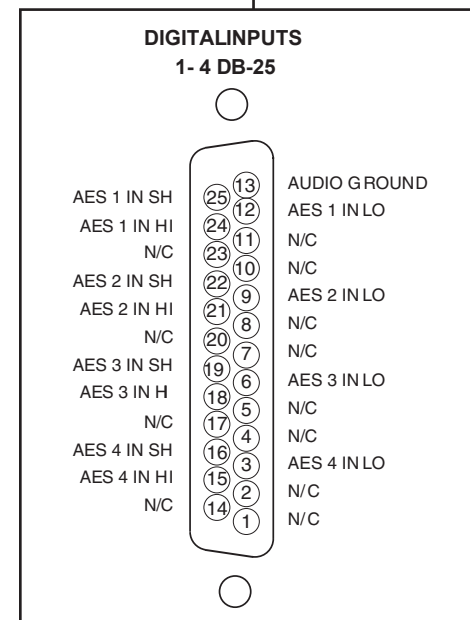 DIGITALINPUTS
1- 4 DB-25
13 AUDIO GROUND
AES 1 IN SH 25
12 AES 1 IN LO
AES 1 IN HI 24
11 N/C
N/C 23
10 N/C
AES 2 IN SH 22
9 AES 2 IN LO
AES 2 IN HI 21
8 N/C
N/C 20
7 N/C
AES 3 IN SH 19
6 AES 3 IN LO
AES 3 IN H 18
5 N/C
N/C 17
4 N/C
AES 4 IN SH 16
3 AES 4 IN LO
AES 4 IN HI 15
2 N/C
N/C 14
1 N/C